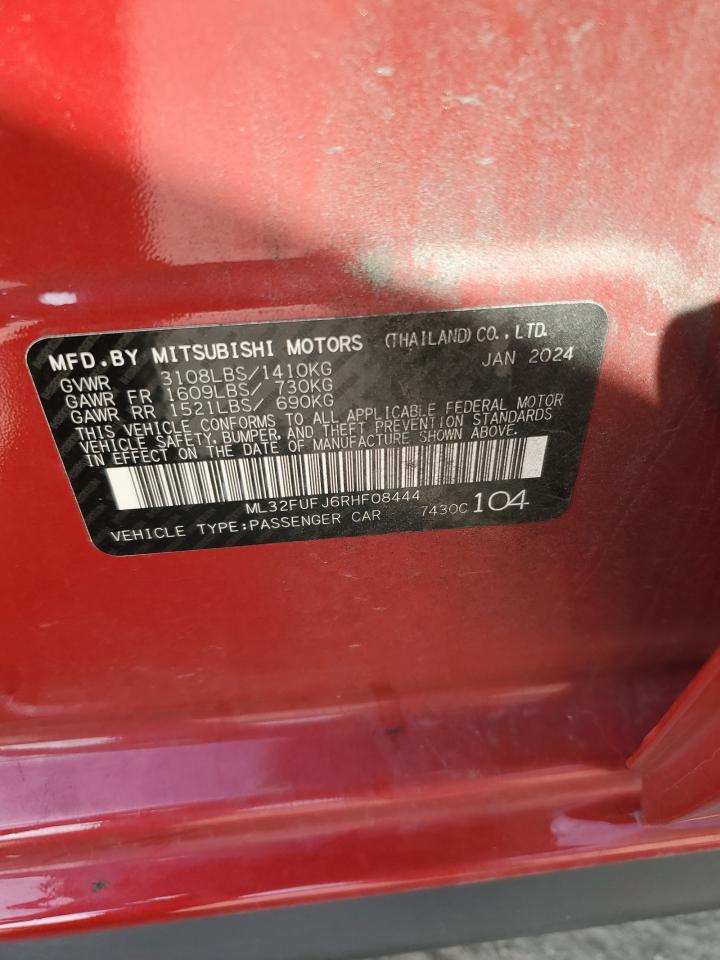 MFD.BY MITSUBISHI MOTORS (THAILAND) CO., LTD.
GVWR 3108LBS/1410KG JAN 2024
GAWR FR 1609LBS/ 730KG
GAWR RR 1521LBS/ 690KG
THIS VEHICLE CONFORMS TO ALL APPLICABLE FEDERAL MOTOR
VEHICLE SAFETY, BUMPER, AND THEFT PREVENTION STANDARDS
IN EFFECT ON THE DATE OF MANUFACTURE SHOWN ABOVE.
ML32FUFJ6RHF08444
VEHICLE TYPE:PASSENGER CAR 7430C 104